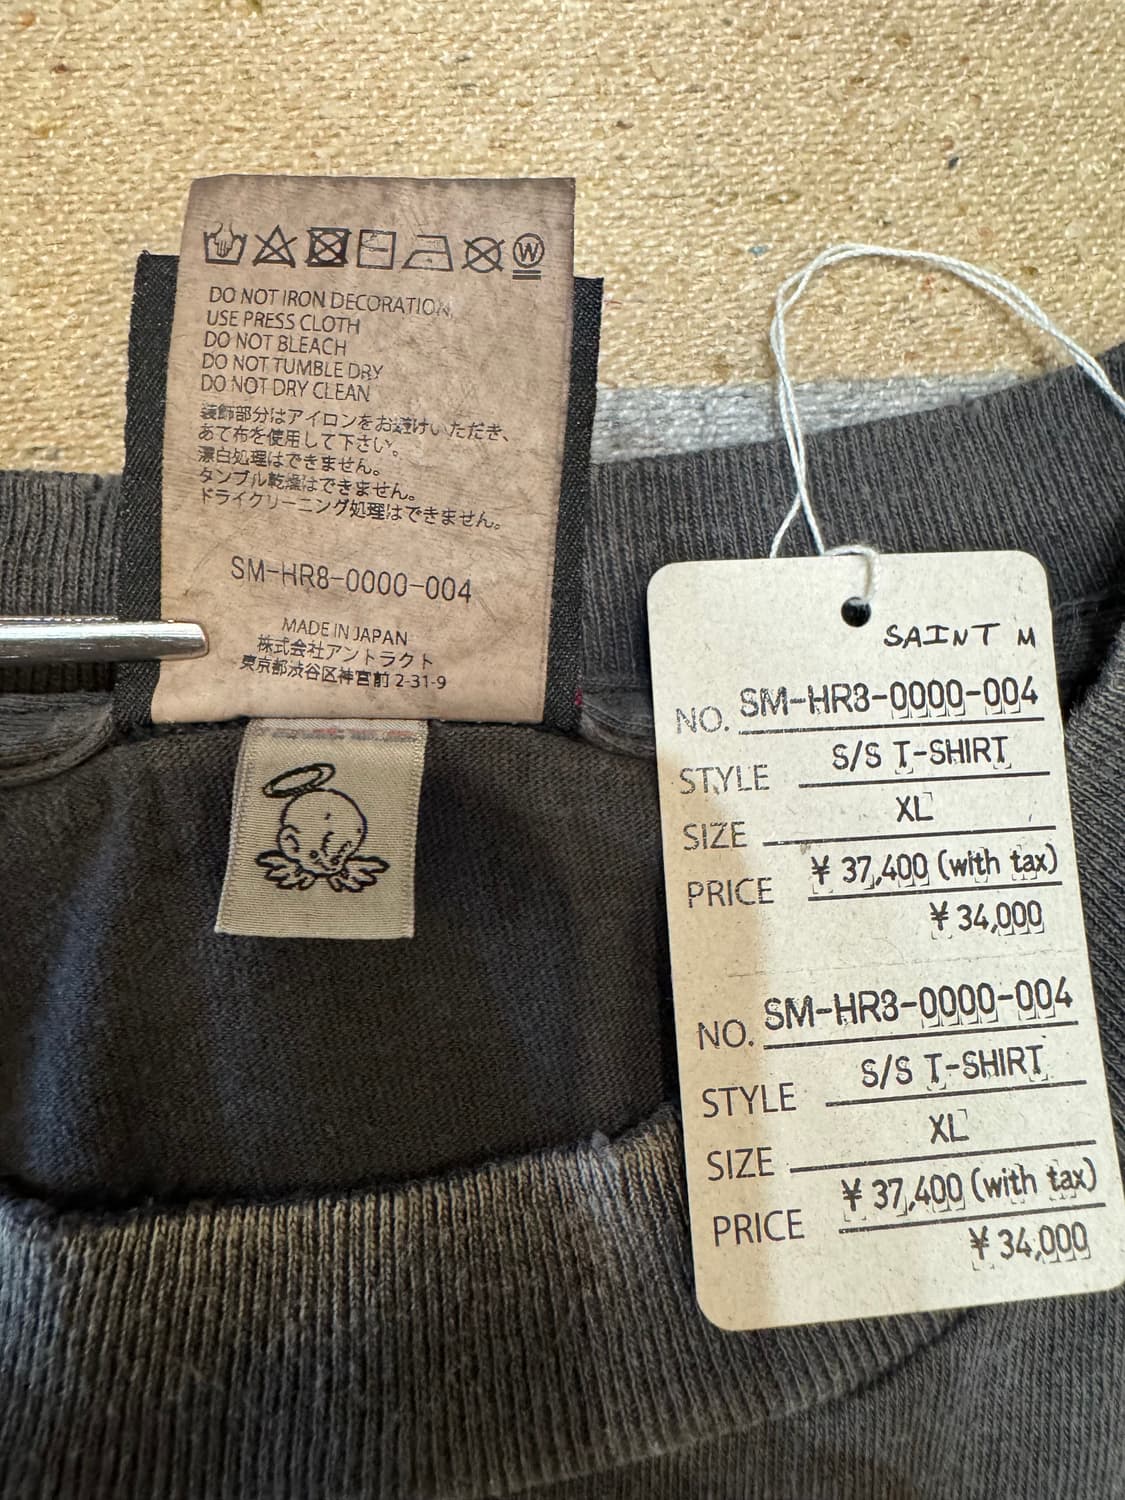 W
DO NOT IRON DECORATION,
USE PRESS CLOTH
DO NOT BLEACH
DO NOT TUMBLE DRY
DO NOT DRY CLEAN
装飾部分はアイロンをお避けいただき、
あて布を使用して下さい。
漂白処理はできません。
タンブル乾燥はできません。
ドライクリーニング処理はできません。
SM-HR8-0000-004
MADE IN JAPAN
株式会社アントラクト
東京都渋谷区神宮前 2-31-9
SAINT M
NO. SM-HR3-0000-004
STYLE S/S T-SHIRT
SIZE XL
PRICE ¥ 37,400 (with tax)
¥ 34,000
NO. SM-HR3-0000-004
STYLE S/S T-SHIRT
SIZE XL
PRICE ¥ 37,400 (with tax)
¥ 34,000